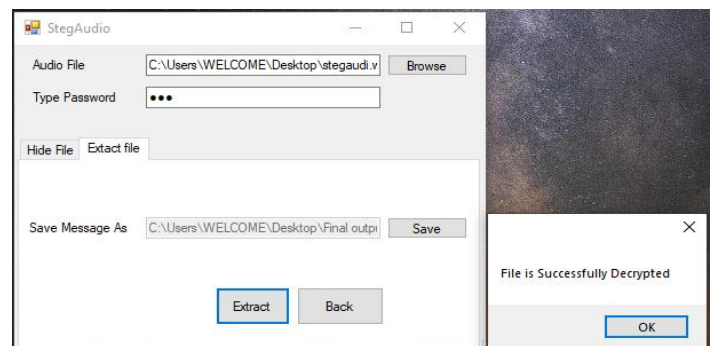 StegAudio
Audio File C:\Users\WELCOME\Desktop\stegaudi.v Browse
Type Password •••
Hide File Extact file
Save Message As C:\Users\WELCOME\Desktop\Final outpu Save
Extract Back
File is Successfully Decrypted
OK